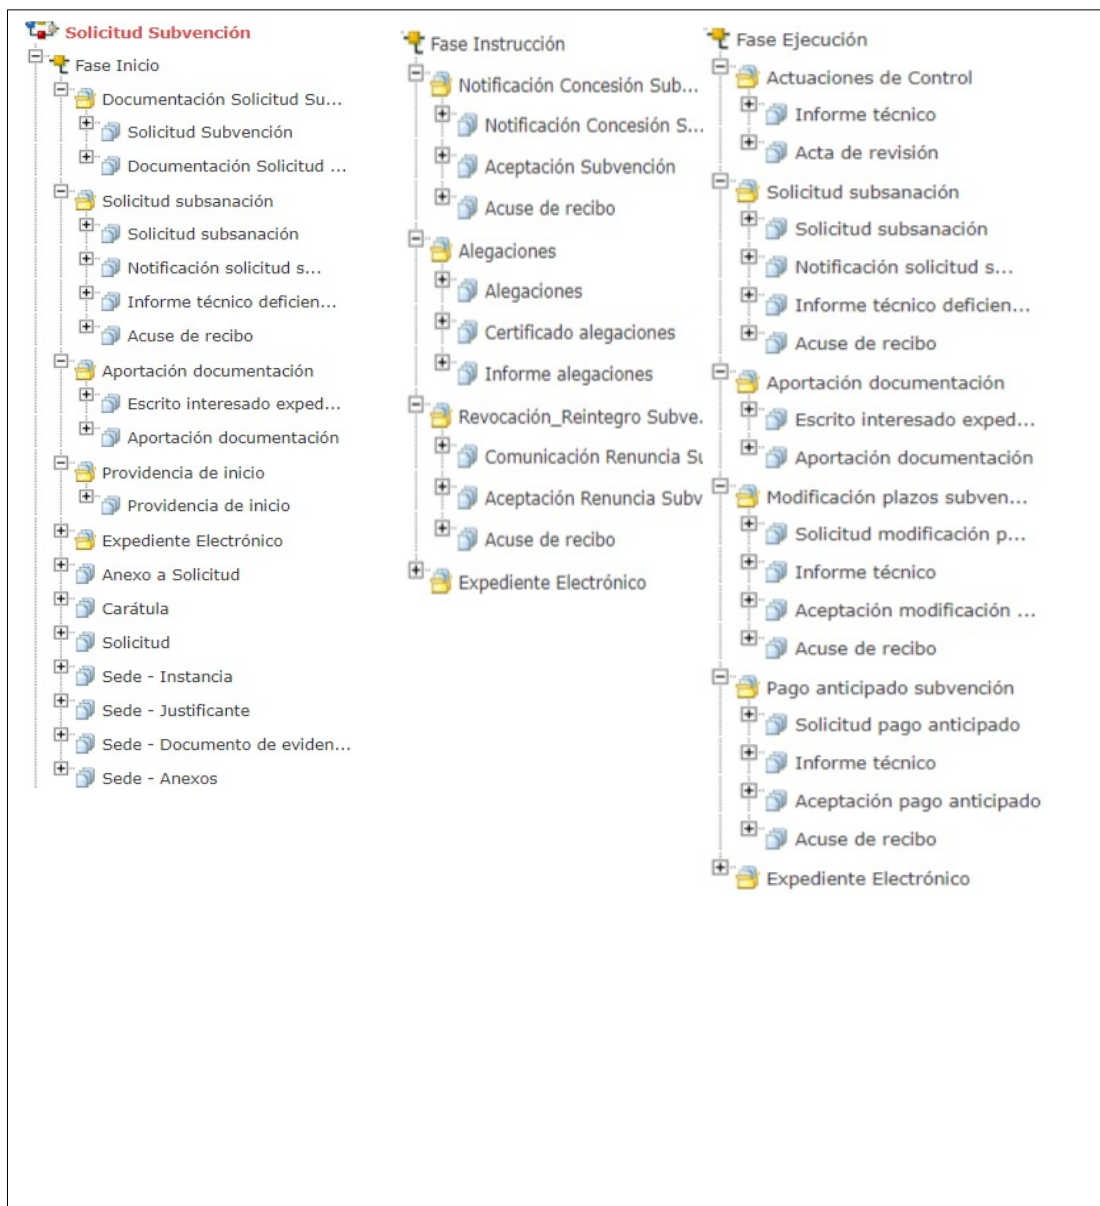 Solicitud Subvención
Fase Inicio
Documentación Solicitud Su...
Solicitud Subvención
Documentación Solicitud ...
Solicitud subsanación
Solicitud subsanación
Notificación solicitud s...
Informe técnico deficien...
Acuse de recibo
Aportación documentación
Escrito interesado exped...
Aportación documentación
Providencia de inicio
Providencia de inicio
Expediente Electrónico
Anexo a Solicitud
Carátula
Solicitud
Sede - Instancia
Sede - Justificante
Sede - Documento de eviden...
Sede - Anexos
Fase Instrucción
Notificación Concesión Sub...
Notificación Concesión S...
Aceptación Subvención
Acuse de recibo
Alegaciones
Alegaciones
Certificado alegaciones
Informe alegaciones
Revocación_Reintegro Subve.
Comunicación Renuncia Su
Aceptación Renuncia Subv
Acuse de recibo
Expediente Electrónico
Fase Ejecución
Actuaciones de Control
Informe técnico
Acta de revisión
Solicitud subsanación
Solicitud subsanación
Notificación solicitud s...
Informe técnico deficien...
Acuse de recibo
Aportación documentación
Escrito interesado exped...
Aportación documentación
Modificación plazos subven...
Solicitud modificación p...
Informe técnico
Aceptación modificación ...
Acuse de recibo
Pago anticipado subvención
Solicitud pago anticipado
Informe técnico
Aceptación pago anticipado
Acuse de recibo
Expediente Electrónico